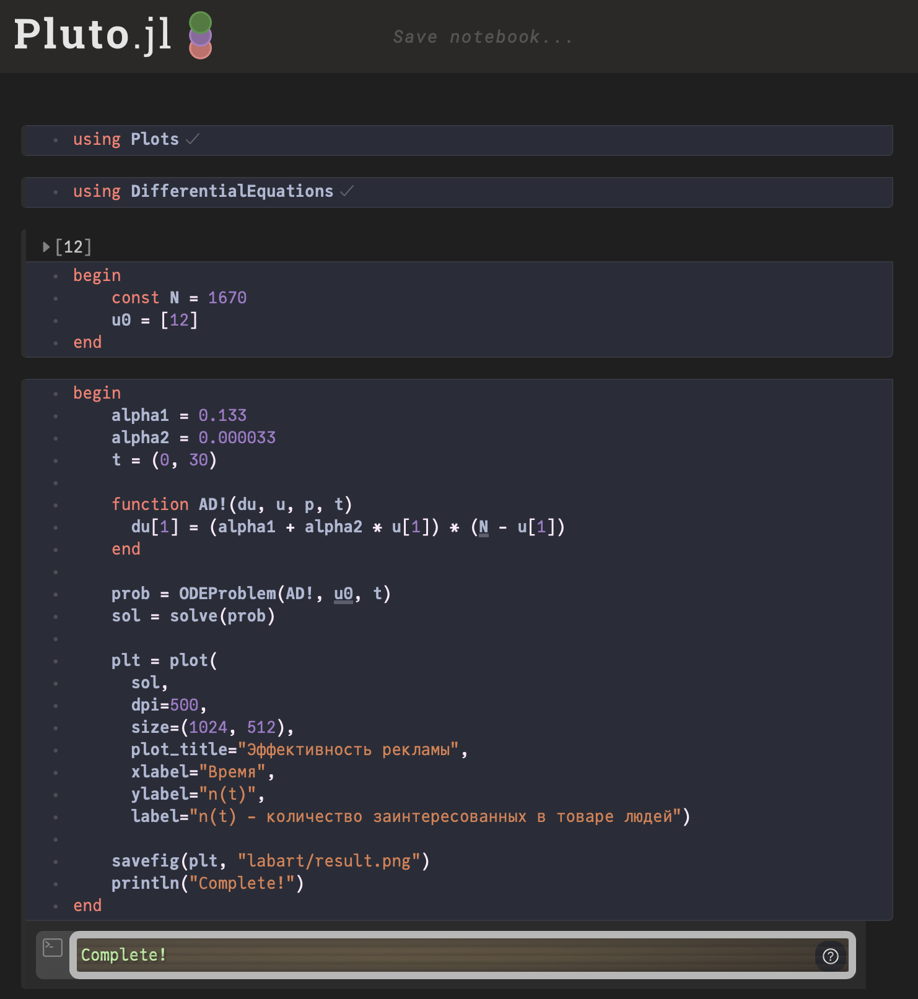 Pluto.jl
Save notebook...
using Plots
using DifferentialEquations
[12]
begin
const N = 1670
u0 = [12]
end
begin
alpha1 = 0.133
alpha2 = 0.000033
t = (0, 30)
function AD!(du, u, p, t)
du[1] = (alpha1 + alpha2 * u[1]) * (N - u[1])
end
prob = ODEProblem(AD!, u0, t)
sol = solve(prob)
plt = plot(
sol,
dpi=500,
size=(1024, 512),
plot_title="Эффективность рекламы",
xlabel="Время",
ylabel="n(t)",
label="n(t) - количество заинтересованных в товаре людей")
savefig(plt, "labart/result.png")
println("Complete!")
end
Complete!